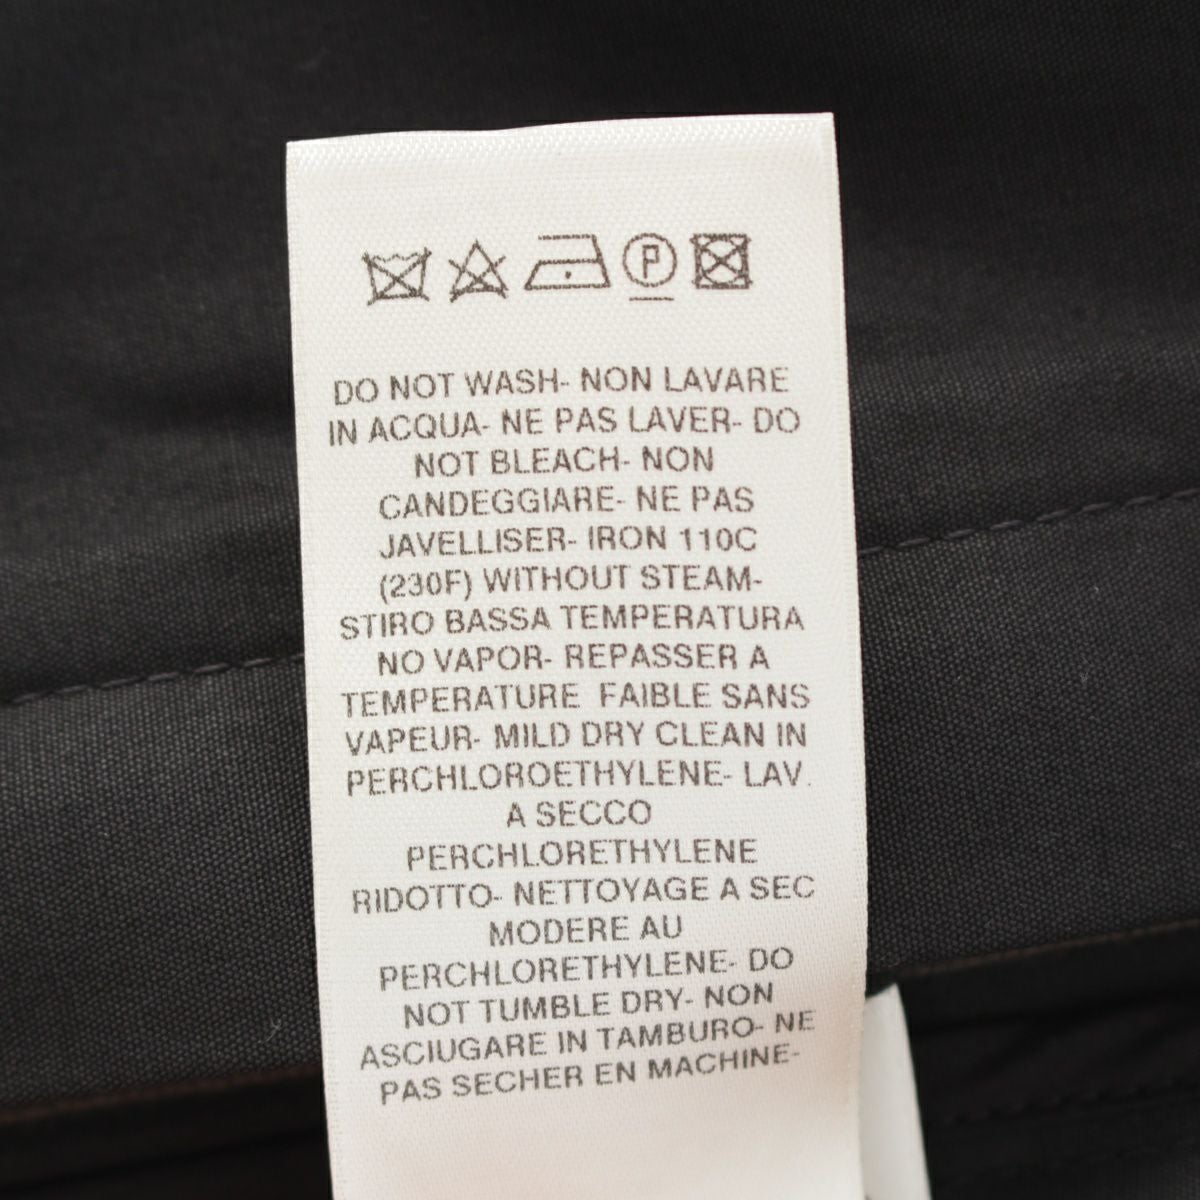 P
DO NOT WASH- NON LAVARE
IN ACQUA- NE PAS LAVER- DO
NOT BLEACH- NON
CANDEGGIARE- NE PAS
JAVELLISER- IRON 110C
(230F) WITHOUT STEAM-
STIRO BASSA TEMPERATURA
NO VAPOR- REPASSER A
TEMPERATURE FAIBLE SANS
VAPEUR- MILD DRY CLEAN IN
PERCHLOROETHYLENE- LAV.
A SECCO
PERCHLORETHYLENE
RIDOTTO- NETTOYAGE A SEC
MODERE AU
PERCHLORETHYLENE- DO
NOT TUMBLE DRY- NON
ASCIUGARE IN TAMBURO- NE
PAS SECHER EN MACHINE-